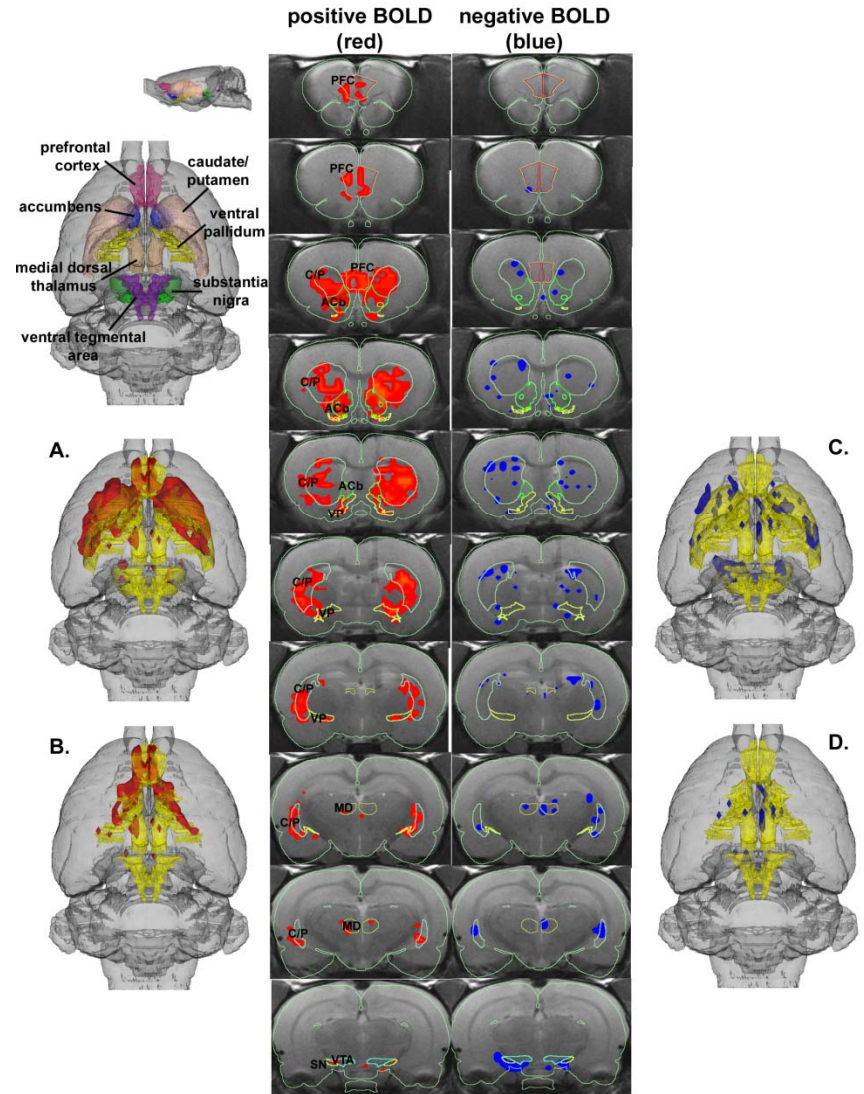 positive BOLD
(red)
negative BOLD
(blue)
prefrontal
cortex
caudate/
putamen
accumbens
ventral
pallidum
medial dorsal
thalamus
substantia
nigra
ventral tegmental
area
A.
B.
C.
D.
PFC
PFC
C/P
PFC
ACb
C/P
ACb
C/P
ACb
VP
C/P
VP
C/P
VP
MD
C/P
MD
C/P
SN
VTA